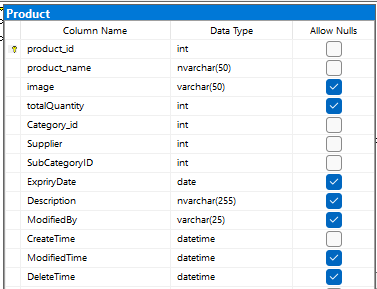 Product
Column Name Data Type Allow Nulls
product_id int
product_name nvarchar(50)
image varchar(50)
totalQuantity int
Category_id int
Supplier int
SubCategoryID int
ExpriryDate date
Description nvarchar(255)
ModifiedBy varchar(25)
CreateTime datetime
ModifiedTime datetime
DeleteTime datetime